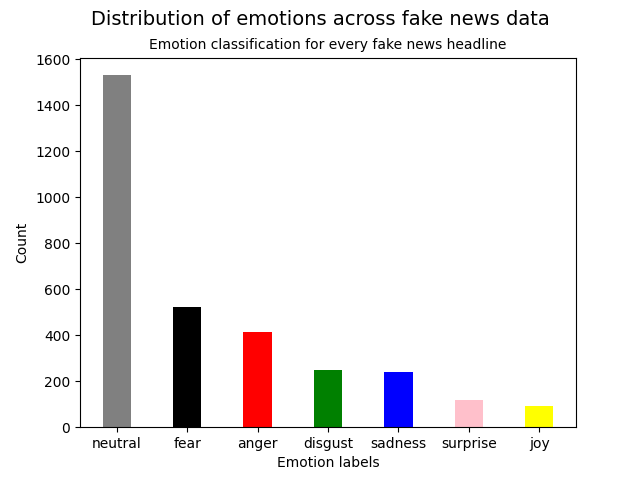 Distribution of emotions across fake news data
Emotion classification for every fake news headline
1600
1400
1200
1000
800
600
400
200
0
Count
neutral fear anger disgust sadness surprise joy
Emotion labels